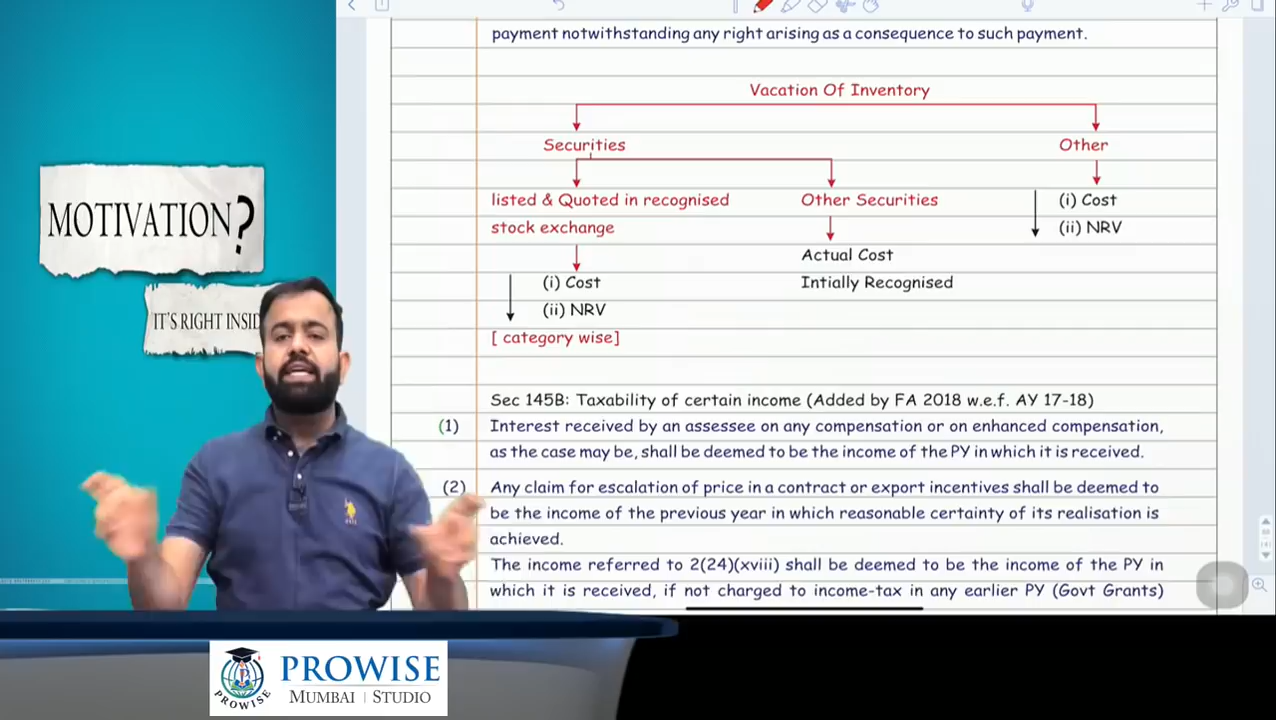 payment notwithstanding any right arising as a consequence to such payment.
Vacation Of Inventory
Securities
Other
listed & Quoted in recognised
stock exchange
Other Securities
(i) Cost
(ii) NRV
Actual Cost
Intially Recognised
(i) Cost
(ii) NRV
[ category wise]
Sec 145B: Taxability of certain income (Added by FA 2018 w.e.f. AY 17-18)
(1) Interest received by an assessee on any compensation or on enhanced compensation,
as the case may be, shall be deemed to be the income of the PY in which it is received.
(2) Any claim for escalation of price in a contract or export incentives shall be deemed to
be the income of the previous year in which reasonable certainty of its realisation is
achieved.
The income referred to 2(24)(xviii) shall be deemed to be the income of the PY in
which it is received, if not charged to income-tax in any earlier PY (Govt Grants)
MOTIVATION?
IT'S RIGHT INSID
PROWISE
PROWISE
MUMBAI | STUDIO